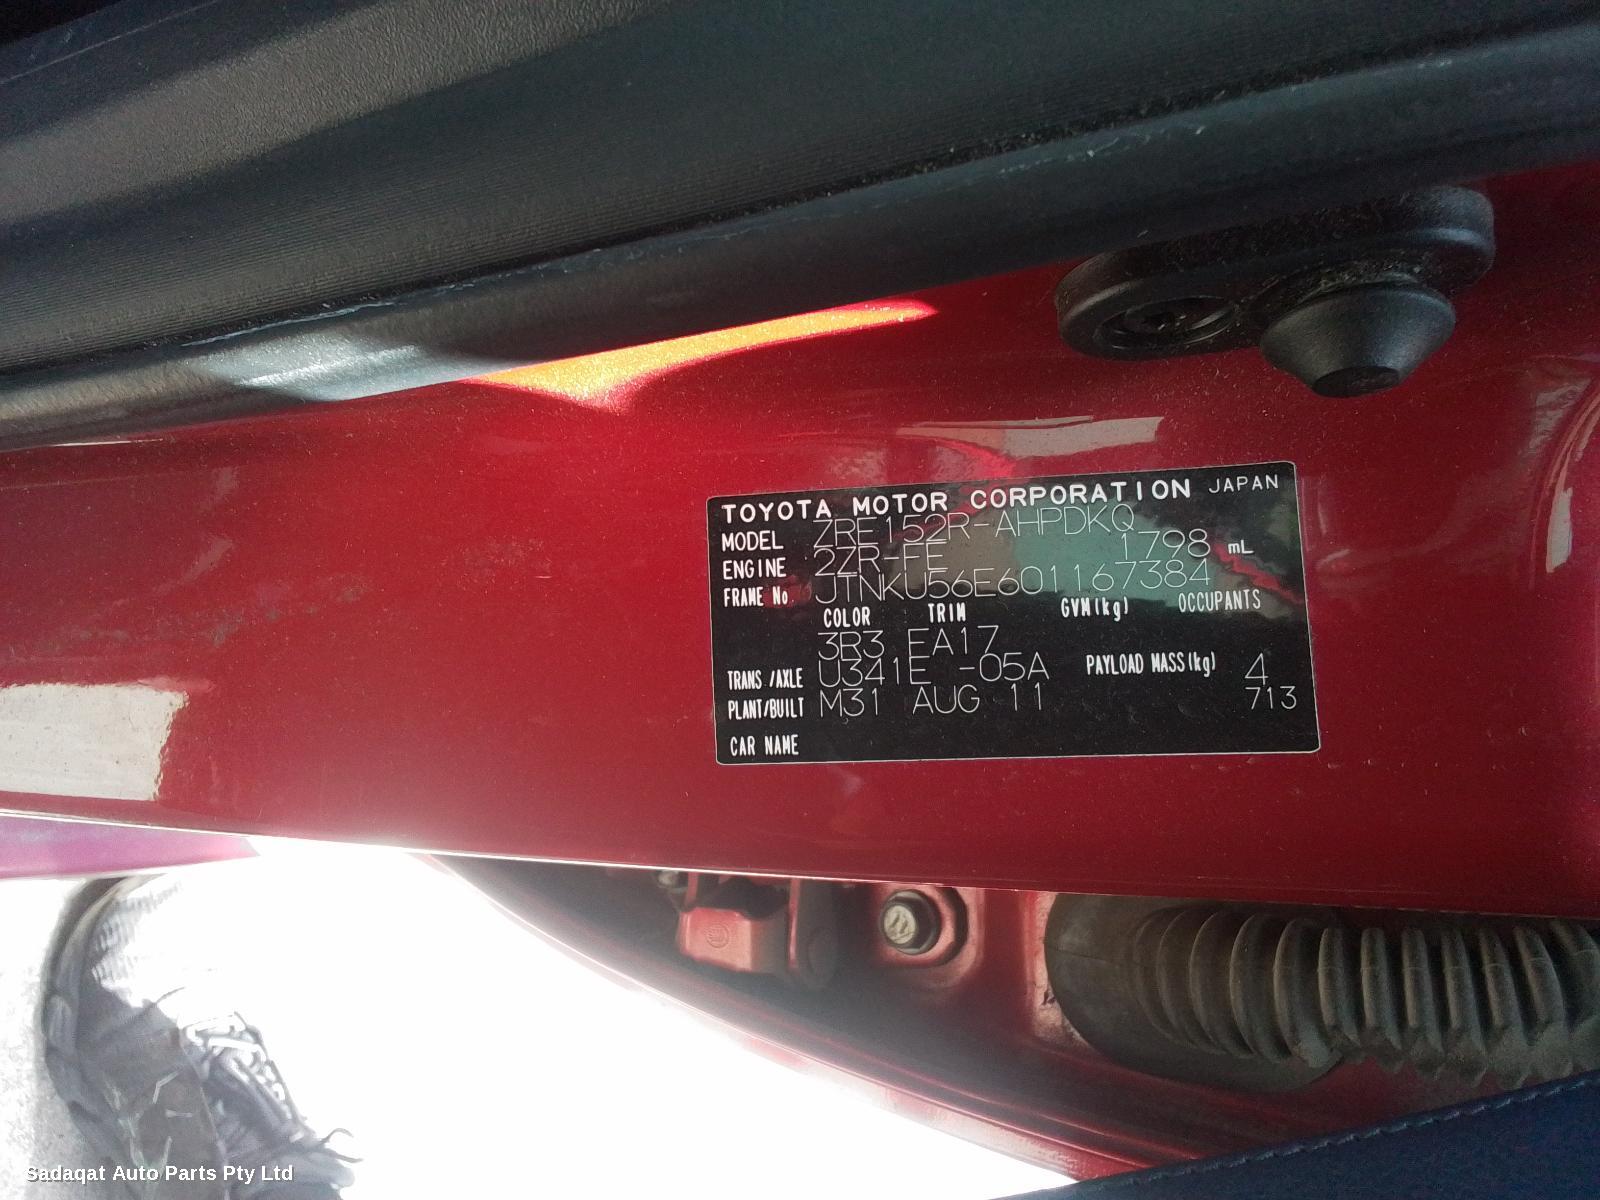 TOYOTA MOTOR CORPORATION JAPAN
MODEL ZRE152R-AHPDKQ
ENGINE 2ZR-FE 1798 mL
FRAME No. JTNKU56E601167384
COLOR TRIM GVM(kg) OCCUPANTS
3R3 EA17
TRANS/AXLE U341E -05A PAYLOAD MASS(kg) 4
PLANT/BUILT M31 AUG 11 713
CAR NAME
Sadaqat Auto Parts Pty Ltd